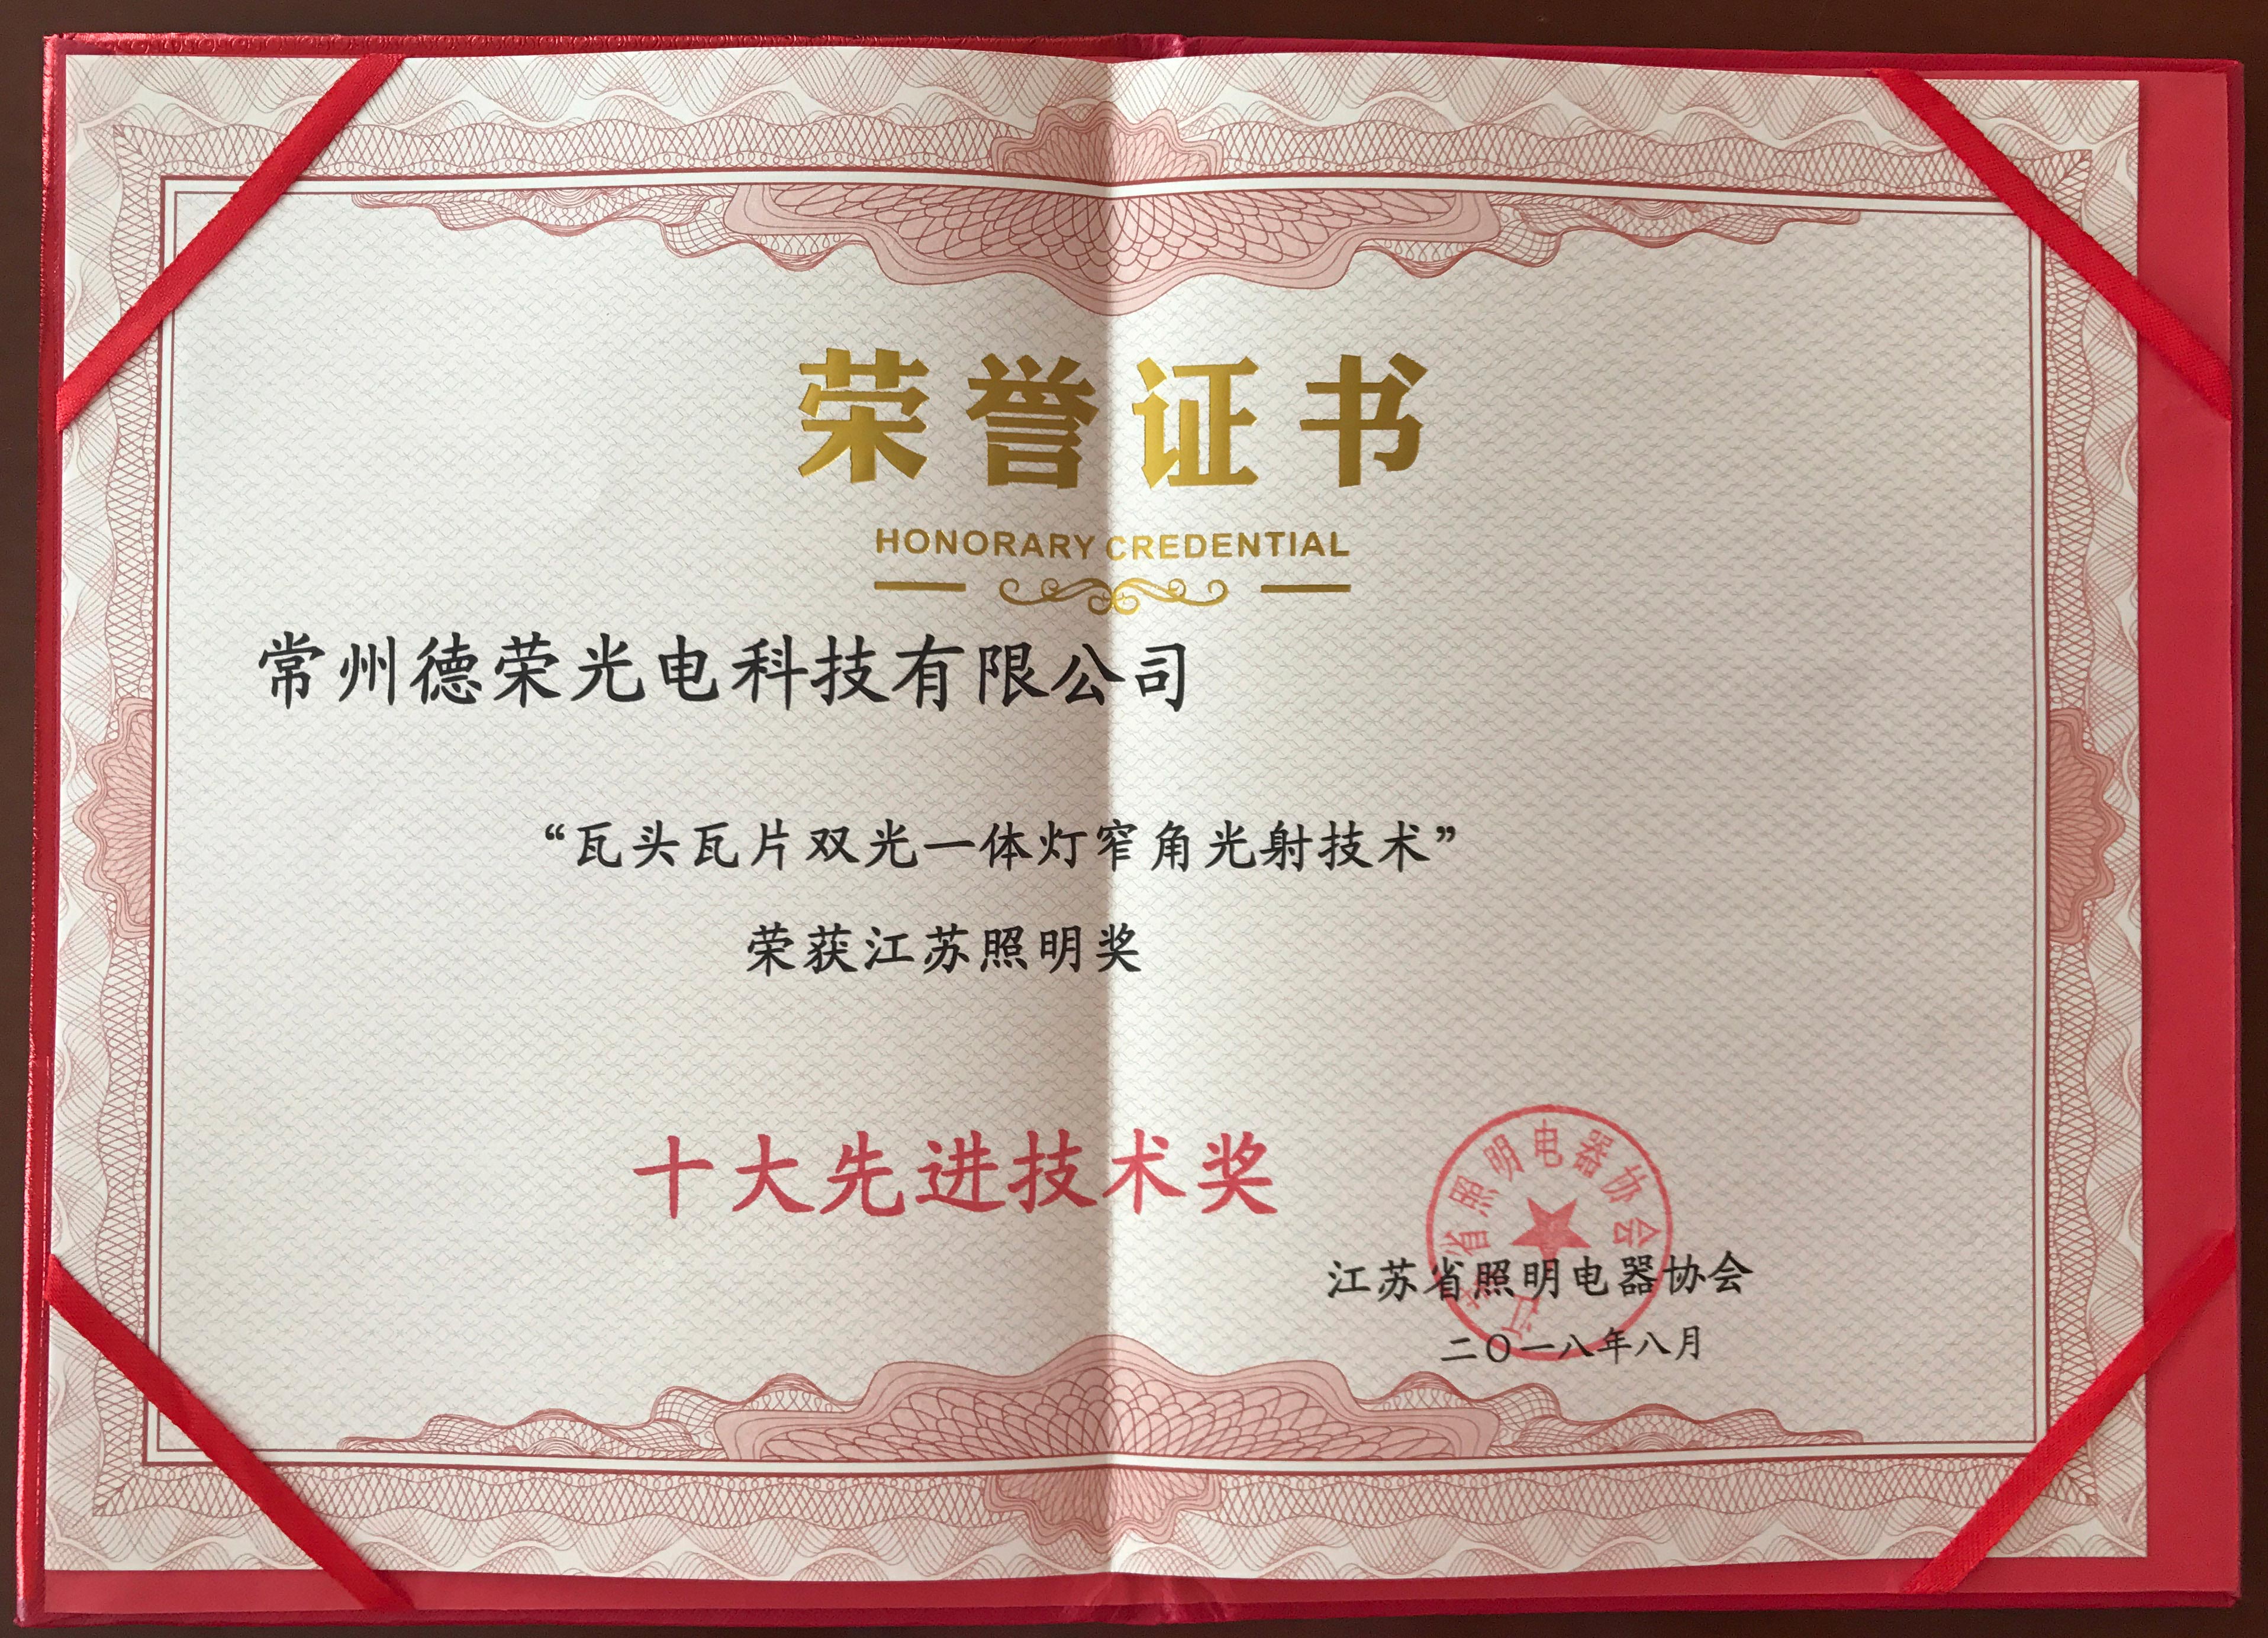 荣誉证书
HONORARY CREDENTIAL
常州德荣光电科技有限公司
“瓦头瓦片双光一体灯窄角光射技术”
荣获江苏照明奖
十大先进技术奖
江苏省照明电器协会
江苏省照明电器协会
二〇一八年八月